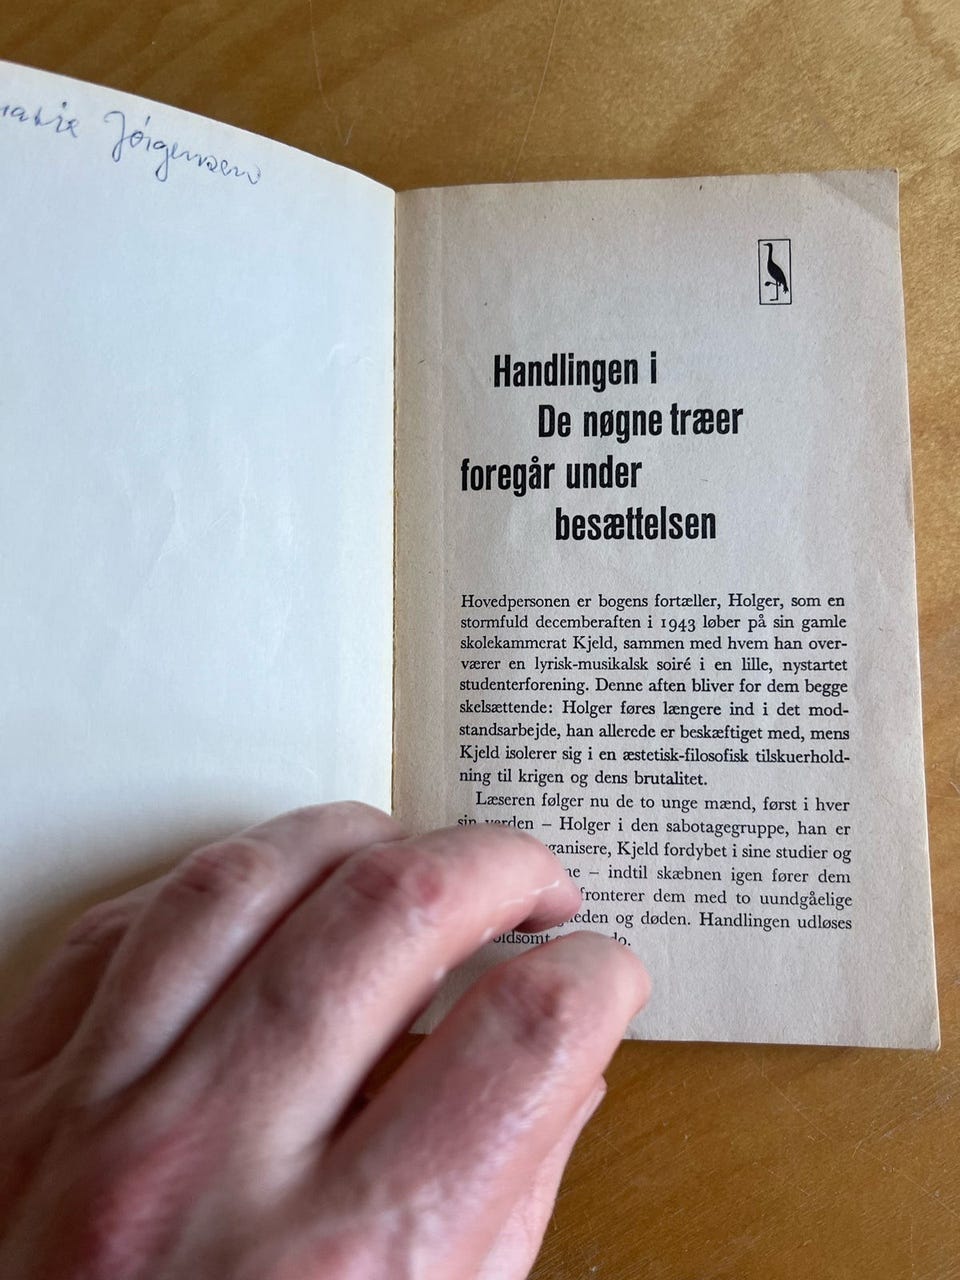 Jørgensen
Handlingen i
De nøgne træer
foregår under
besættelsen
Hovedpersonen er bogens fortæller, Holger, som en
stormfuld decemberaften i 1943 løber på sin gamle
skolekammerat Kjeld, sammen med hvem han over-
værer en lyrisk-musikalsk soiré i en lille, nystartet
studenterforening. Denne aften bliver for dem begge
skelsættende: Holger føres længere ind i det mod-
standsarbejde, han allerede er beskæftiget med, mens
Kjeld isolerer sig i en æstetisk-filosofisk tilskuerhold-
ning til krigen og dens brutalitet.
Læseren følger nu de to unge mænd, først i hver
sin verden – Holger i den sabotagegruppe, han er
Kjeld fordybet i sine studier og
– indtil skæbnen igen fører dem
dem med to uundgåelige
og døden. Handlingen udløses